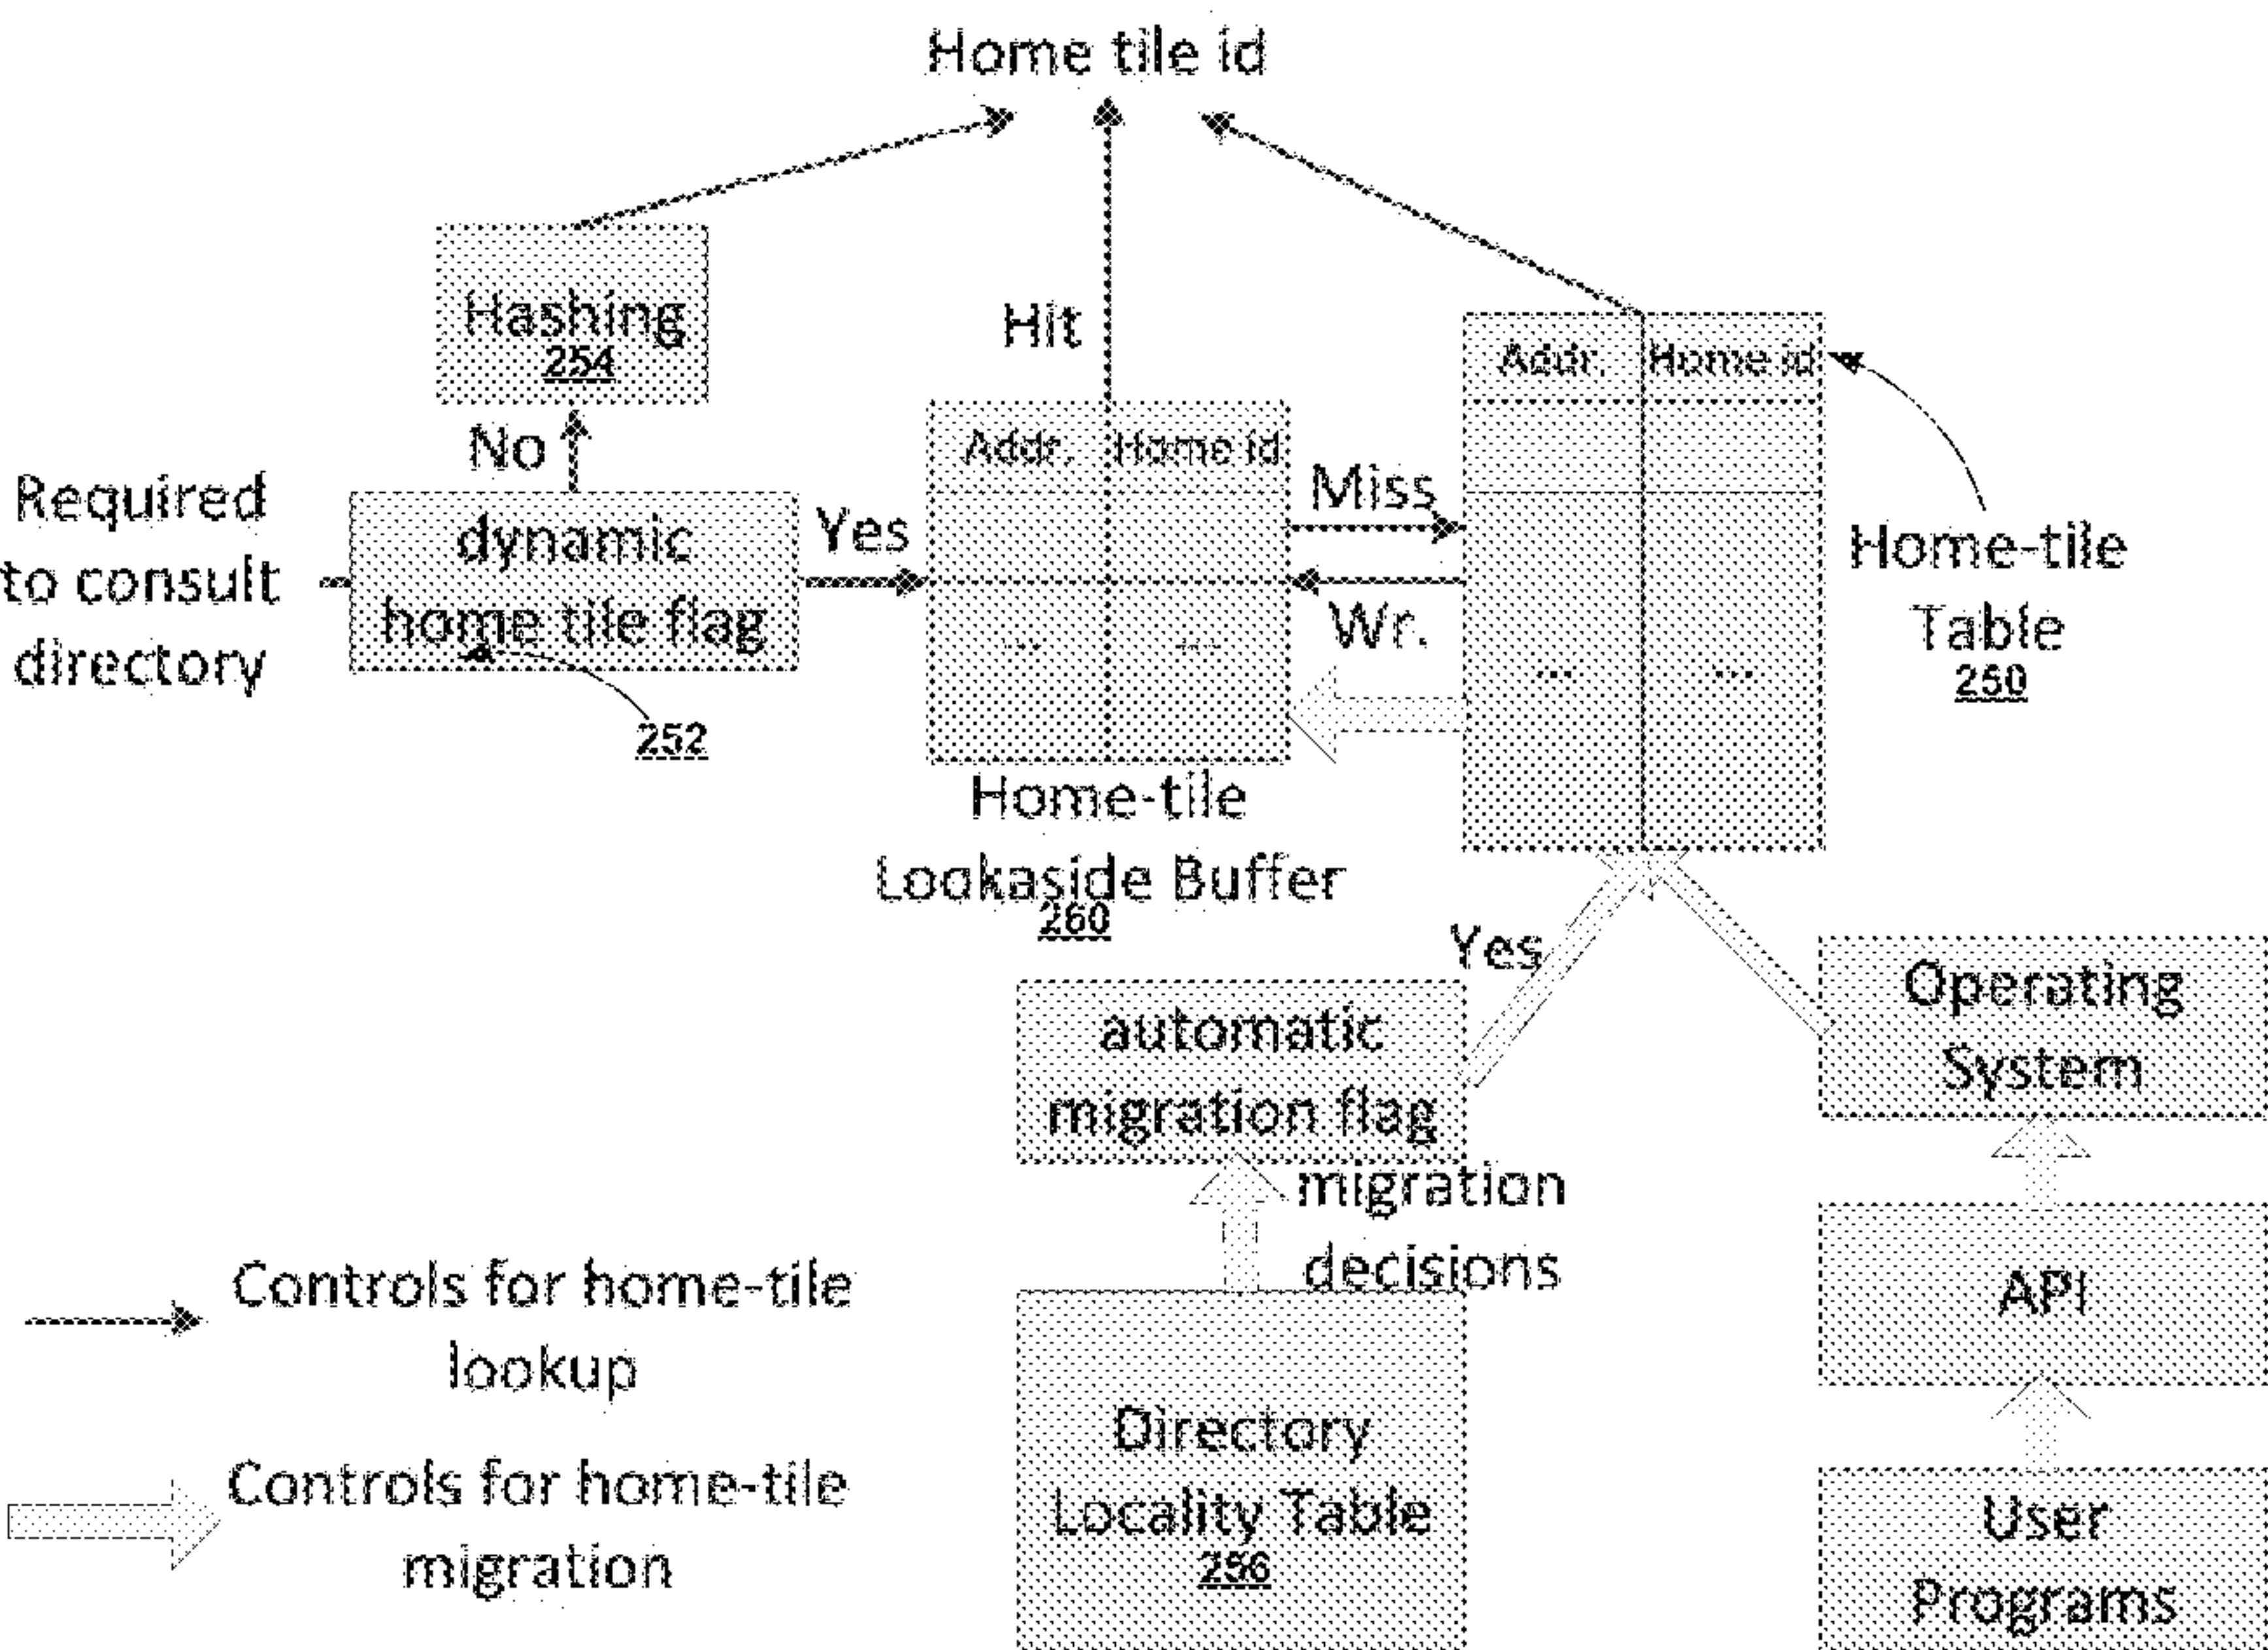 Home tile id
Hashing
254
No
Required
to consult
directory
dynamic
home tile flag
252
Yes
Hit
Addr. Home id
... ...
Home-tile
Lookaside Buffer
260
Miss
Wr.
Addr. Home id
... ...
Home-tile
Table
250
Yes
automatic
migration flag
migration
decisions
Directory
Locality Table
256
Operating
System
API
User
Programs
Controls for home-tile
lookup
Controls for home-tile
migration